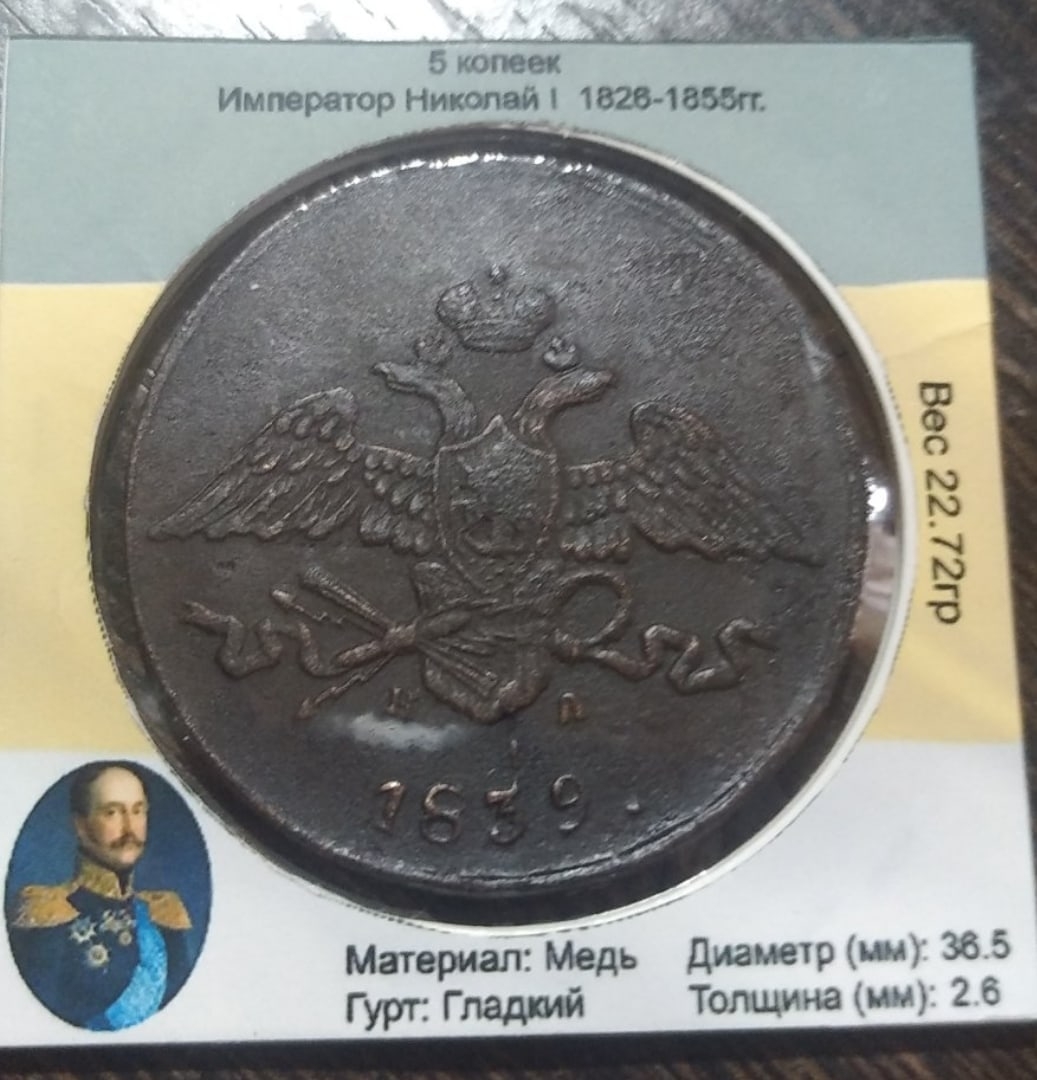 5 копеек
Император Николай I 1826-1855гг.
Вес 22.72гр
1839.
Материал: Медь
Гурт: Гладкий
Диаметр (мм): 36.5
Толщина (мм): 2.6